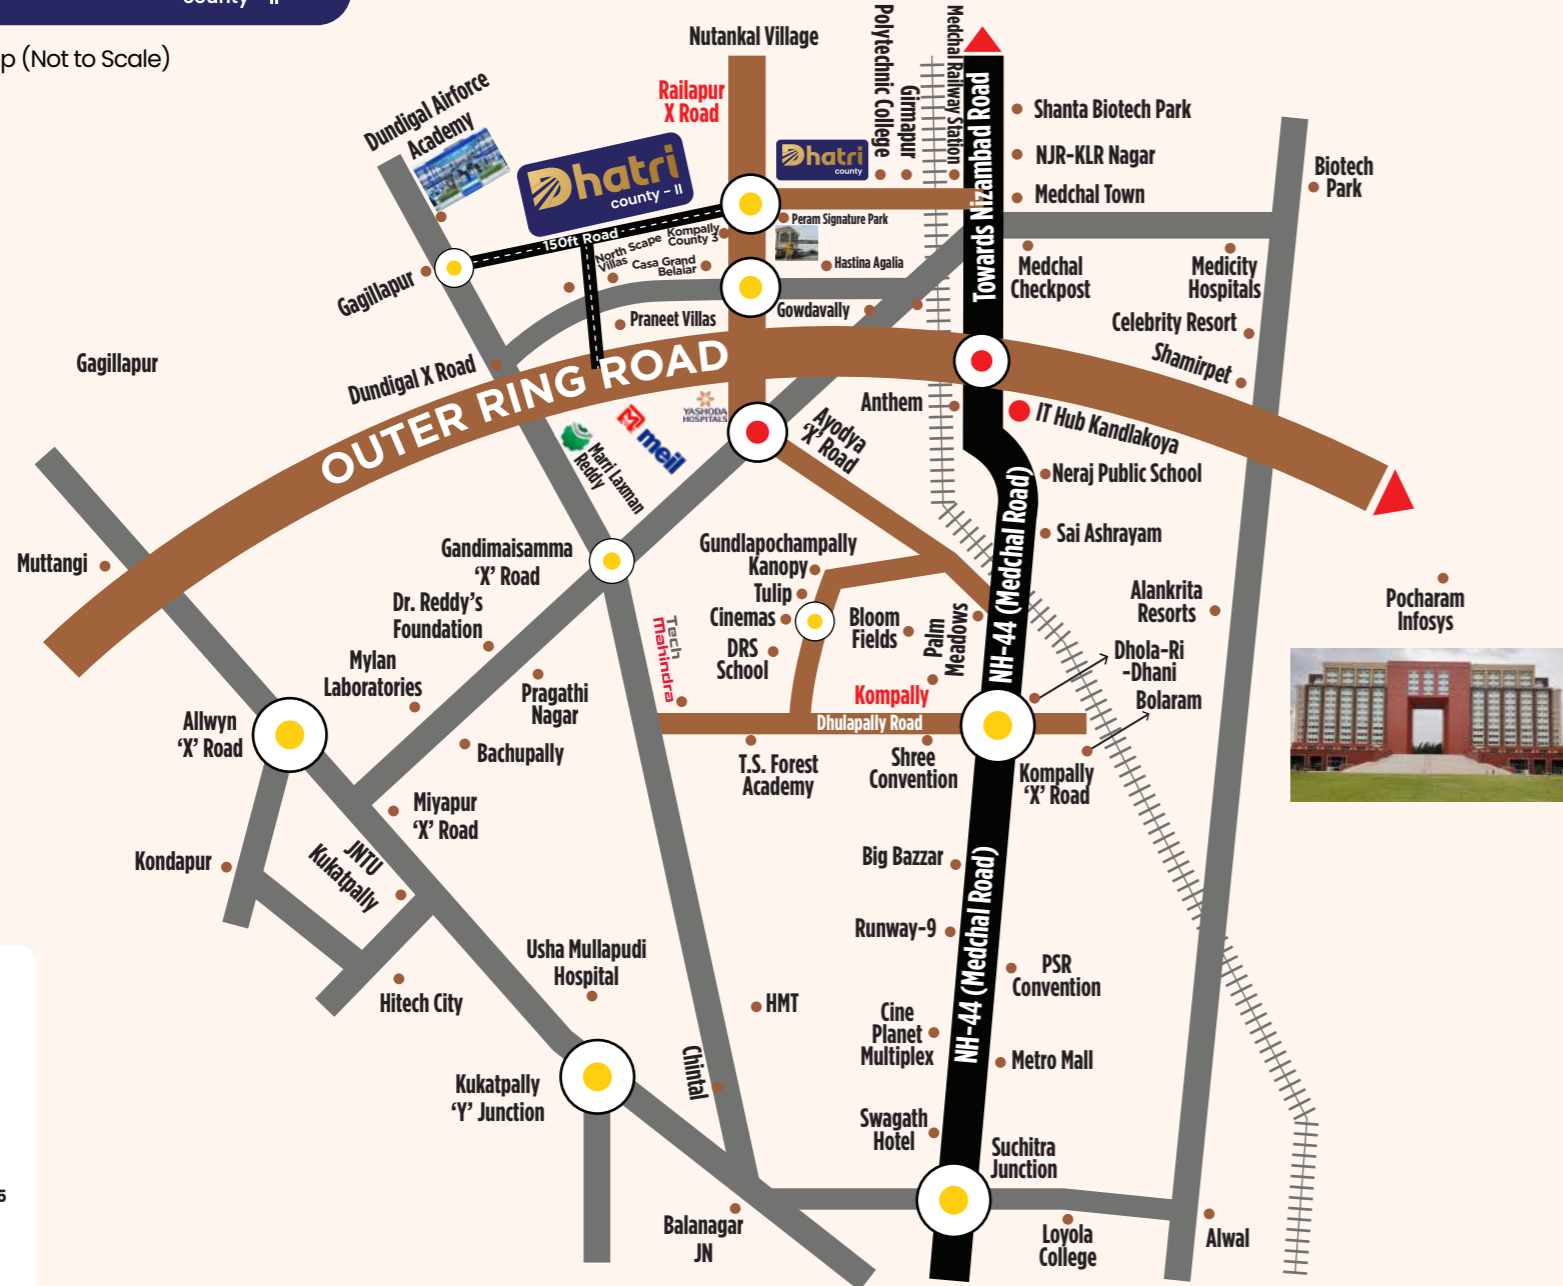 county - II
p (Not to Scale)
Nutankal Village
Railapur
X Road
Polytechnic College
Girmapur
Medchal Railway Station
Towards Nizambad Road
Shanta Biotech Park
NJR-KLR Nagar
Medchal Town
Biotech
Park
Dundigal Airforce
Academy
Dhatri
county - II
Dhatri
county
150ft Road
Peram Signature Park
North Scape
Villas
Kompally
County 3
Casa Grand
Belaiar
Hastina Agalia
Gagillapur
Medchal
Checkpost
Medicity
Hospitals
Praneet Villas
Gowdavally
Celebrity Resort
Shamirpet
Gagillapur
Dundigal X Road
OUTER RING ROAD
YASHODA
HOSPITALS
Anthem
IT Hub Kandlakoya
Ayodya
‘X’ Road
meil
Marri Laxman
Reddy
Neraj Public School
NH-44 (Medchal Road)
Sai Ashrayam
Muttangi
Gandimaisamma
‘X’ Road
Gundlapochampally
Kanopy
Tulip
Cinemas
DRS
School
Bloom
Fields
Palm
Meadows
Alankrita
Resorts
Pocharam
Infosys
Dr. Reddy’s
Foundation
Tech
Mahindra
Mylan
Laboratories
Pragathi
Nagar
Kompally
Dhola-Ri
-Dhani
Bolaram
Allwyn
‘X’ Road
Dhulapally Road
Bachupally
T.S. Forest
Academy
Shree
Convention
Kompally
‘X’ Road
Miyapur
‘X’ Road
JNTU
Kukatpally
Kondapur
Big Bazzar
NH-44 (Medchal Road)
Runway-9
Usha Mullapudi
Hospital
PSR
Convention
Hitech City
HMT
Cine
Planet
Multiplex
Metro Mall
Chintal
Kukatpally
‘Y’ Junction
Swagath
Hotel
Suchitra
Junction
5
Balanagar
JN
Loyola
College
Alwal